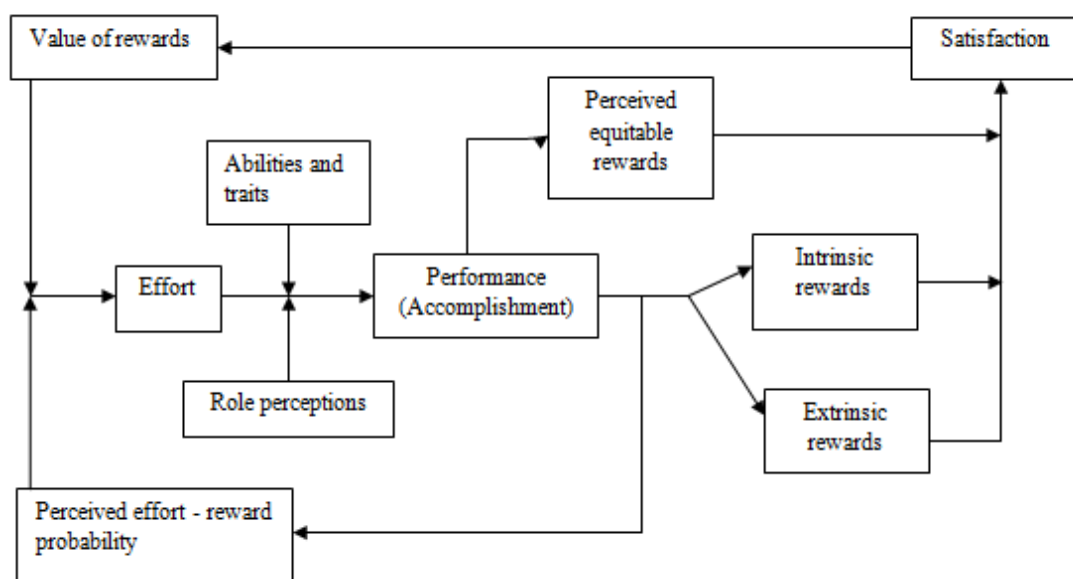 Value of rewards
Satisfaction
Perceived
equitable
rewards
Abilities and
traits
Intrinsic
rewards
Effort
Performance
(Accomplishment)
Role perceptions
Extrinsic
rewards
Perceived effort - reward
probability